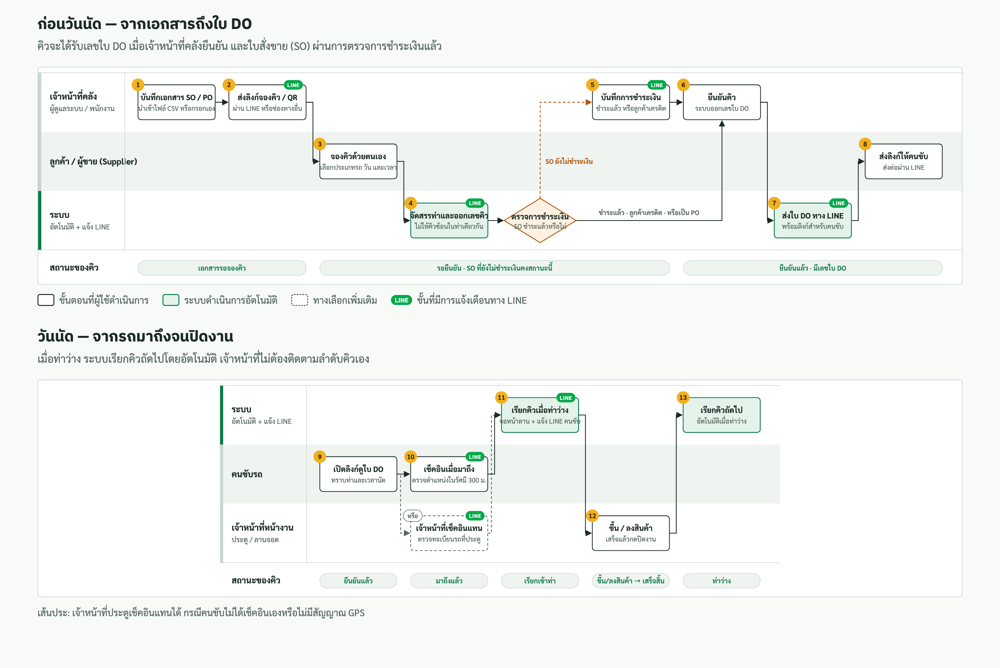 ก่อนวันนัด — จากเอกสารถึงใบ DO
คิวจะได้รับเลขใบ DO เมื่อเจ้าหน้าที่คลังยืนยัน และใบสั่งขาย (SO) ผ่านการตรวจการชำระเงินแล้ว
เจ้าหน้าที่คลัง
ผู้ดูแลระบบ / พนักงาน
1
บันทึกเอกสาร SO / PO
นำเข้าไฟล์ CSV หรือกรอกเอง
2
LINE
ส่งลิงก์จองคิว / QR
ผ่าน LINE หรือช่องทางอื่น
5
LINE
บันทึกการชำระเงิน
ชำระแล้ว หรือลูกค้าเครดิต
6
ยืนยันคิว
ระบบออกเลขใบ DO
ลูกค้า / ผู้ขาย (Supplier)
3
จองคิวด้วยตนเอง
เลือกประเภทรถ วัน และเวลา
SO ยังไม่ชำระเงิน
8
ส่งลิงก์ให้คนขับ
ส่งต่อผ่าน LINE
ระบบ
อัตโนมัติ + แจ้ง LINE
4
LINE
จัดสรรท่าและออกเลขคิว
ไม่ให้คิวซ้อนในท่าเดียวกัน
ตรวจการชำระเงิน
SO ชำระแล้วหรือไม่
ชำระแล้ว · ลูกค้าเครดิต · หรือเป็น PO
7
LINE
ส่งใบ DO ทาง LINE
พร้อมลิงก์สำหรับคนขับ
สถานะของคิว
เอกสารรอจองคิว
รอยืนยัน · SO ที่ยังไม่ชำระเงินคงสถานะนี้
ยืนยันแล้ว · มีเลขใบ DO
ขั้นตอนที่ผู้ใช้ดำเนินการ
ระบบดำเนินการอัตโนมัติ
ทางเลือกเพิ่มเติม
LINE
ขั้นที่มีการแจ้งเตือนทาง LINE
วันนัด — จากรถมาถึงจนปิดงาน
เมื่อท่าว่าง ระบบเรียกคิวถัดไปโดยอัตโนมัติ เจ้าหน้าที่ไม่ต้องติดตามลำดับคิวเอง
ระบบ
อัตโนมัติ + แจ้ง LINE
11
LINE
เรียกคิวเมื่อท่าว่าง
จอหน้าลาน + แจ้ง LINE คนขับ
13
เรียกคิวถัดไป
อัตโนมัติเมื่อท่าว่าง
คนขับรถ
9
เปิดลิงก์ดูใบ DO
ทราบท่าและเวลานัด
10
LINE
เช็คอินเมื่อมาถึง
ตรวจตำแหน่งในรัศมี 300 ม.
เจ้าหน้าที่หน้างาน
ประตู / ลานจอด
หรือ
LINE
เจ้าหน้าที่เช็คอินแทน
ตรวจทะเบียนรถที่ประตู
12
ขึ้น / ลงสินค้า
เสร็จแล้วกดปิดงาน
สถานะของคิว
ยืนยันแล้ว
มาถึงแล้ว
เรียกเข้าท่า
ขึ้น/ลงสินค้า → เสร็จสิ้น
ท่าว่าง
เส้นประ: เจ้าหน้าที่ประตูเช็คอินแทนได้ กรณีคนขับไม่ได้เช็คอินเองหรือไม่มีสัญญาณ GPS